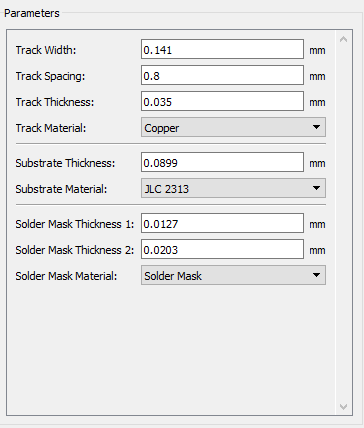 Parameters
Track Width: 0.141 mm
Track Spacing: 0.8 mm
Track Thickness: 0.035 mm
Track Material: Copper
Substrate Thickness: 0.0899 mm
Substrate Material: JLC 2313
Solder Mask Thickness 1: 0.0127 mm
Solder Mask Thickness 2: 0.0203 mm
Solder Mask Material: Solder Mask